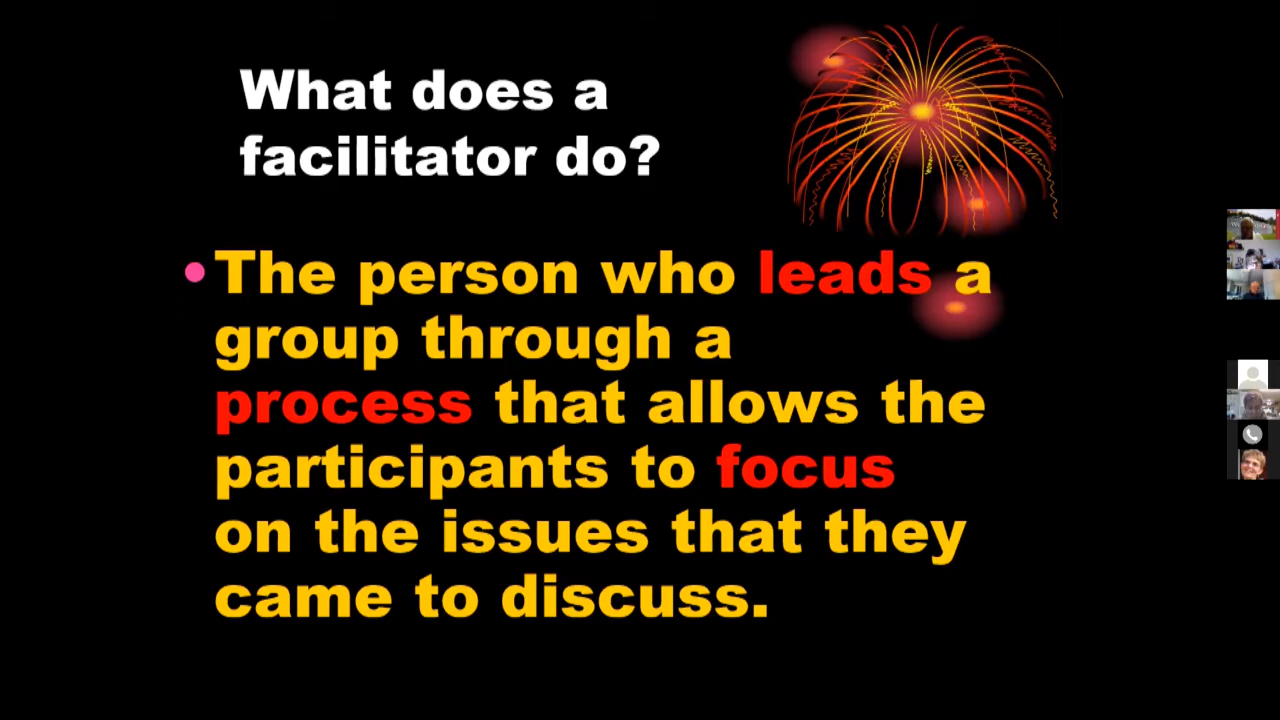 What does a
facilitator do?
•The person who leads a
group through a
process that allows the
participants to focus
on the issues that they
came to discuss.